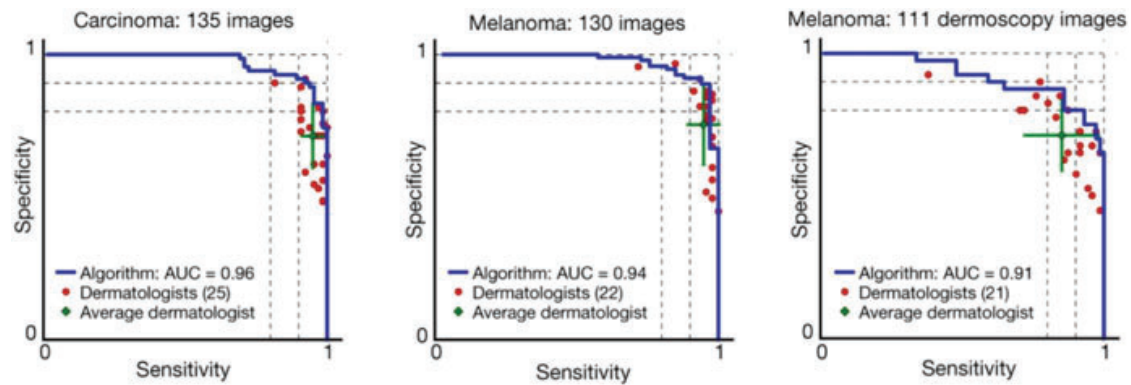 Carcinoma: 135 images
1
Specificity
0
Algorithm: AUC = 0.96
Dermatologists (25)
Average dermatologist
0
1
Sensitivity
Melanoma: 130 images
1
Specificity
0
Algorithm: AUC = 0.94
Dermatologists (22)
Average dermatologist
0
1
Sensitivity
Melanoma: 111 dermoscopy images
1
Specificity
0
Algorithm: AUC = 0.91
Dermatologists (21)
Average dermatologist
0
1
Sensitivity